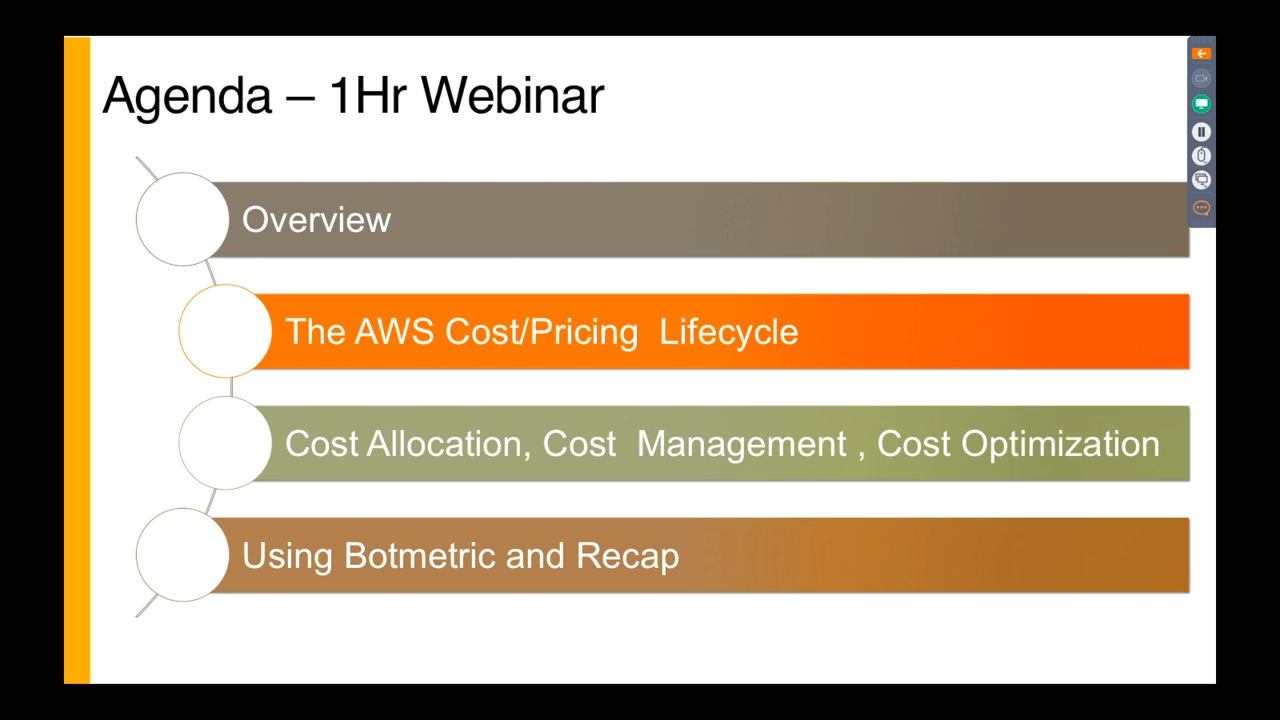 Agenda – 1Hr Webinar
Overview
The AWS Cost/Pricing  Lifecycle
Cost Allocation, Cost  Management , Cost Optimization
Using Botmetric and Recap